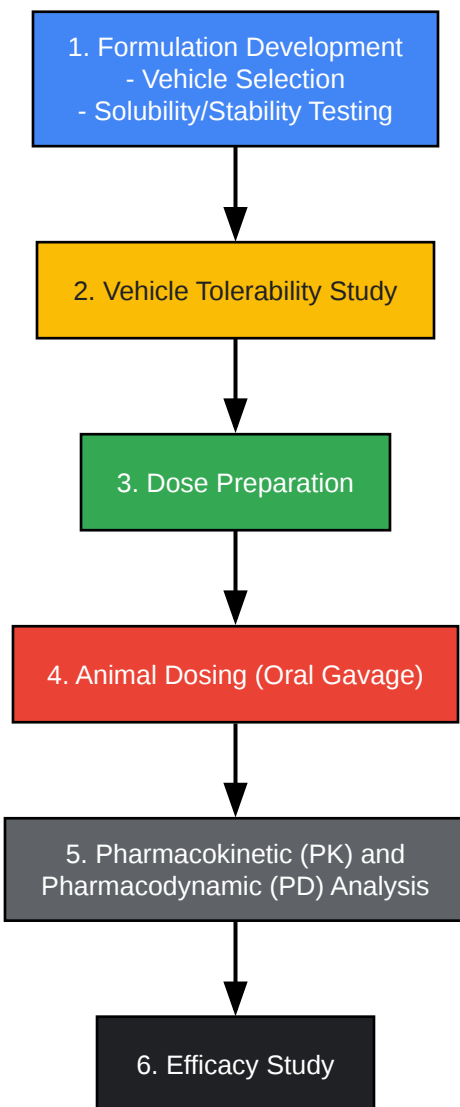 1. Formulation Development
- Vehicle Selection
- Solubility/Stability Testing
2. Vehicle Tolerability Study
3. Dose Preparation
4. Animal Dosing (Oral Gavage)
5. Pharmacokinetic (PK) and
Pharmacodynamic (PD) Analysis
6. Efficacy Study